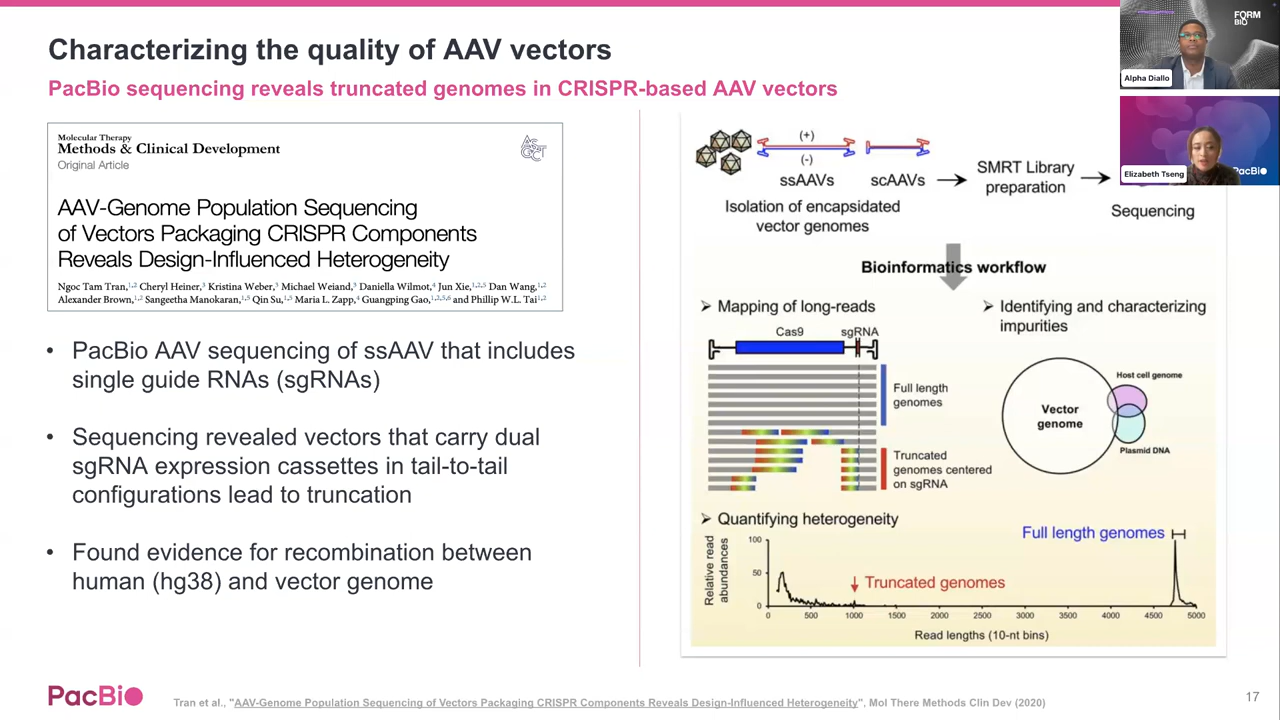 Characterizing the quality of AAV vectors
PacBio sequencing reveals truncated genomes in CRISPR-based AAV vectors
FORM
BIO
Alpha Diallo
Elizabeth Tseng
PacBio
Molecular Therapy
Methods & Clinical Development
Original Article
ASGCT
AAV-Genome Population Sequencing
of Vectors Packaging CRISPR Components
Reveals Design-Influenced Heterogeneity
Ngoc Tam Tran,1,2 Cheryl Heiner,3 Kristina Weber,3 Michael Weiand,3 Daniella Wilmot,4 Jun Xie,1,2,5 Dan Wang,1,2
Alexander Brown,1,2 Sangeetha Manokaran,1,5 Qin Su,1,5 Maria L. Zapp,4 Guangping Gao,1,2,5,6 and Phillip W.L. Tai1,2
• PacBio AAV sequencing of ssAAV that includes
single guide RNAs (sgRNAs)
• Sequencing revealed vectors that carry dual
sgRNA expression cassettes in tail-to-tail
configurations lead to truncation
• Found evidence for recombination between
human (hg38) and vector genome
(+)
(-)
ssAAVs
scAAVs
Isolation of encapsidated
vector genomes
SMRT Library
preparation
Sequencing
Bioinformatics workflow
➢ Mapping of long-reads
Cas9
sgRNA
Full length
genomes
Truncated
genomes centered
on sgRNA
➢ Identifying and characterizing
impurities
Vector
genome
Host cell genome
Plasmid DNA
➢ Quantifying heterogeneity
Relative read
abundances
100
50
0
Truncated genomes
Full length genomes
0 500 1000 1500 2000 2500 3000 3500 4000 4500 5000
Read lengths (10-nt bins)
PacBio
Tran et al., "AAV-Genome Population Sequencing of Vectors Packaging CRISPR Components Reveals Design-Influenced Heterogeneity", Mol There Methods Clin Dev (2020)
17